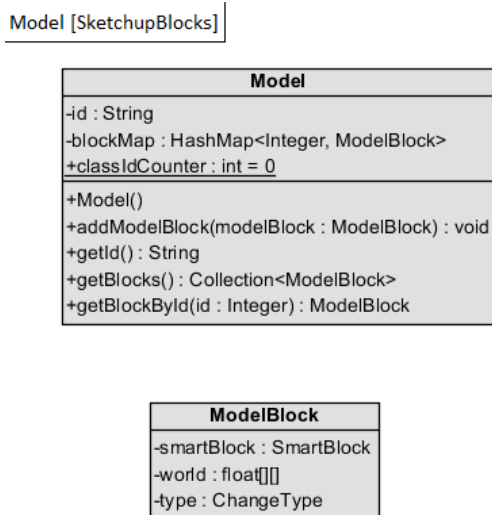 Model [SketchupBlocks]
Model
-id : String
-blockMap : HashMap<Integer, ModelBlock>
+classIdCounter : int = 0
+Model()
+addModelBlock(modelBlock : ModelBlock) : void
+getId() : String
+getBlocks() : Collection<ModelBlock>
+getBlockById(id : Integer) : ModelBlock
ModelBlock
-smartBlock : SmartBlock
-world : float[][]
-type : ChangeType